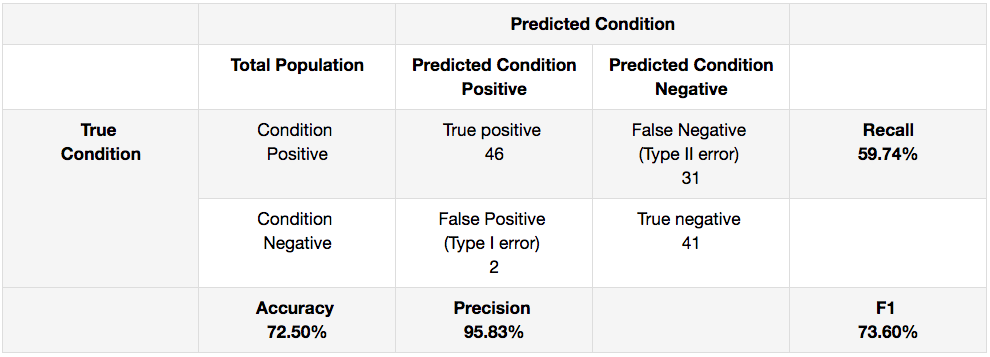 Predicted Condition
Total Population
Predicted Condition
Positive
Predicted Condition
Negative
True
Condition
Condition
Positive
True positive
46
False Negative
(Type II error)
31
Recall
59.74%
Condition
Negative
False Positive
(Type I error)
2
True negative
41
Accuracy
72.50%
Precision
95.83%
F1
73.60%